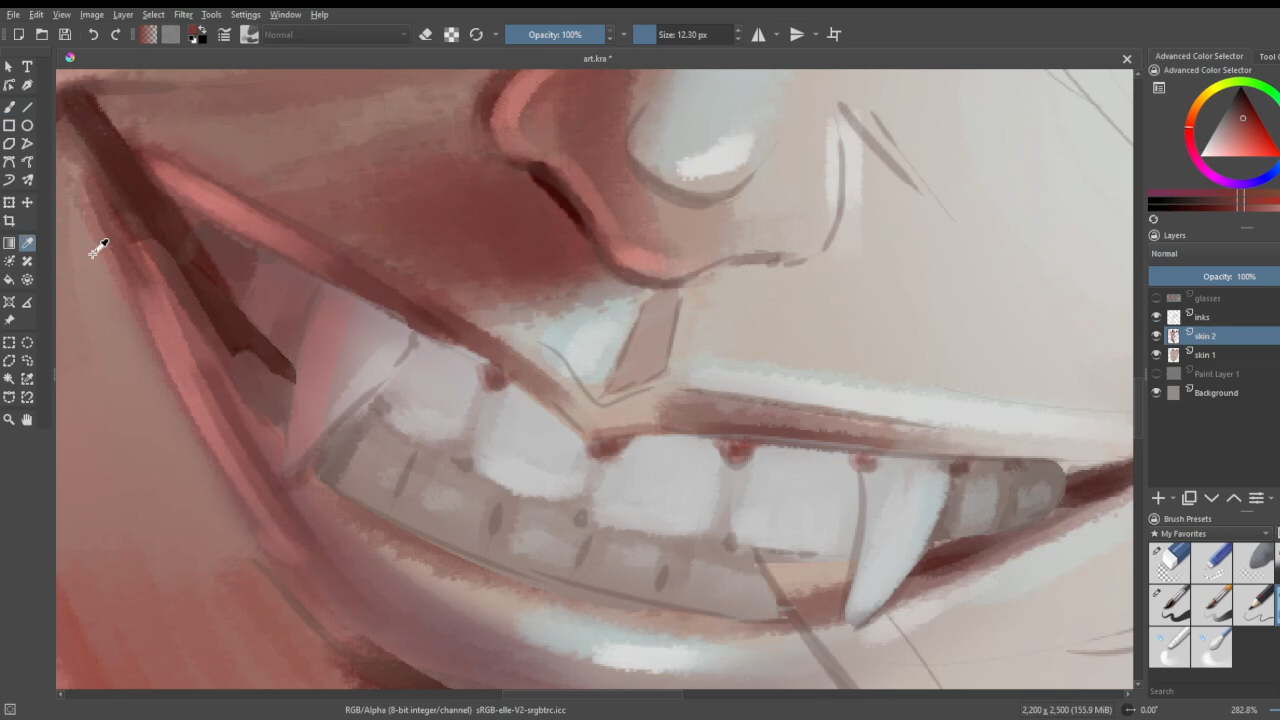 File Edit View Image Layer Select Filter Tools Settings Window Help
Normal Opacity: 100% Size: 12.30 px
art.kra *
Advanced Color Selector Tool
Advanced Color Selector
Layers
Normal
Opacity: 100%
glasses
inks
skin 2
skin 1
Paint Layer 1
Background
Brush Presets
★ My Favorites
Search
RGB/Alpha (8-bit integer/channel) sRGB-elle-V2-srgbtrc.icc 2,200 x 2,500 (155.9 MiB) 0.00° 282.8%